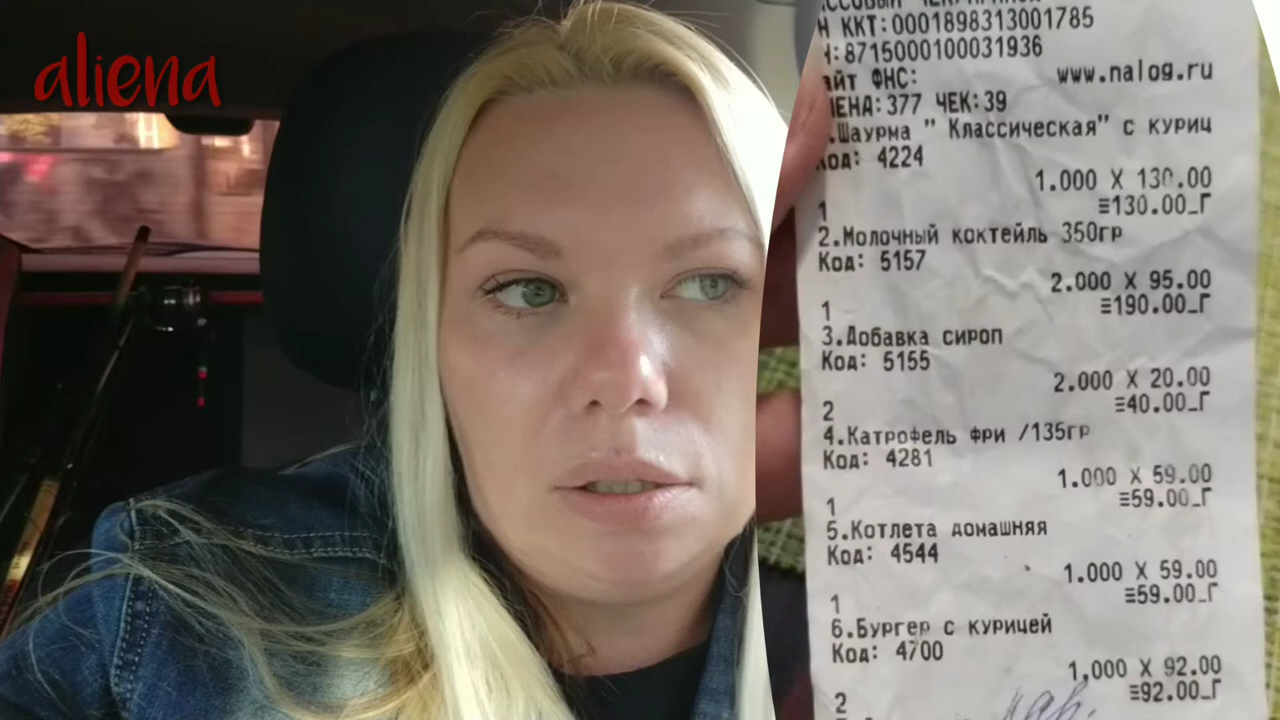 aliena
Н ККТ:0001898313001785
Н:8715000100031936
айт ФНС: www.nalog.ru
МЕНА:377 ЧЕК:39
.Шаурма " Классическая" с куриц
Код: 4224
1.000 X 130.00
1 ≡130.00_Г
2.Молочный коктейль 350гр
Код: 5157
2.000 X 95.00
1 ≡190.00_Г
3.Добавка сироп
Код: 5155
2.000 X 20.00
2 ≡40.00_Г
4.Катрофель фри /135гр
Код: 4281
1.000 X 59.00
1 ≡59.00_Г
5.Котлета домашняя
Код: 4544
1.000 X 59.00
1 ≡59.00_Г
6.Бургер с курицей
Код: 4700
1.000 X 92.00
2 ≡92.00_Г